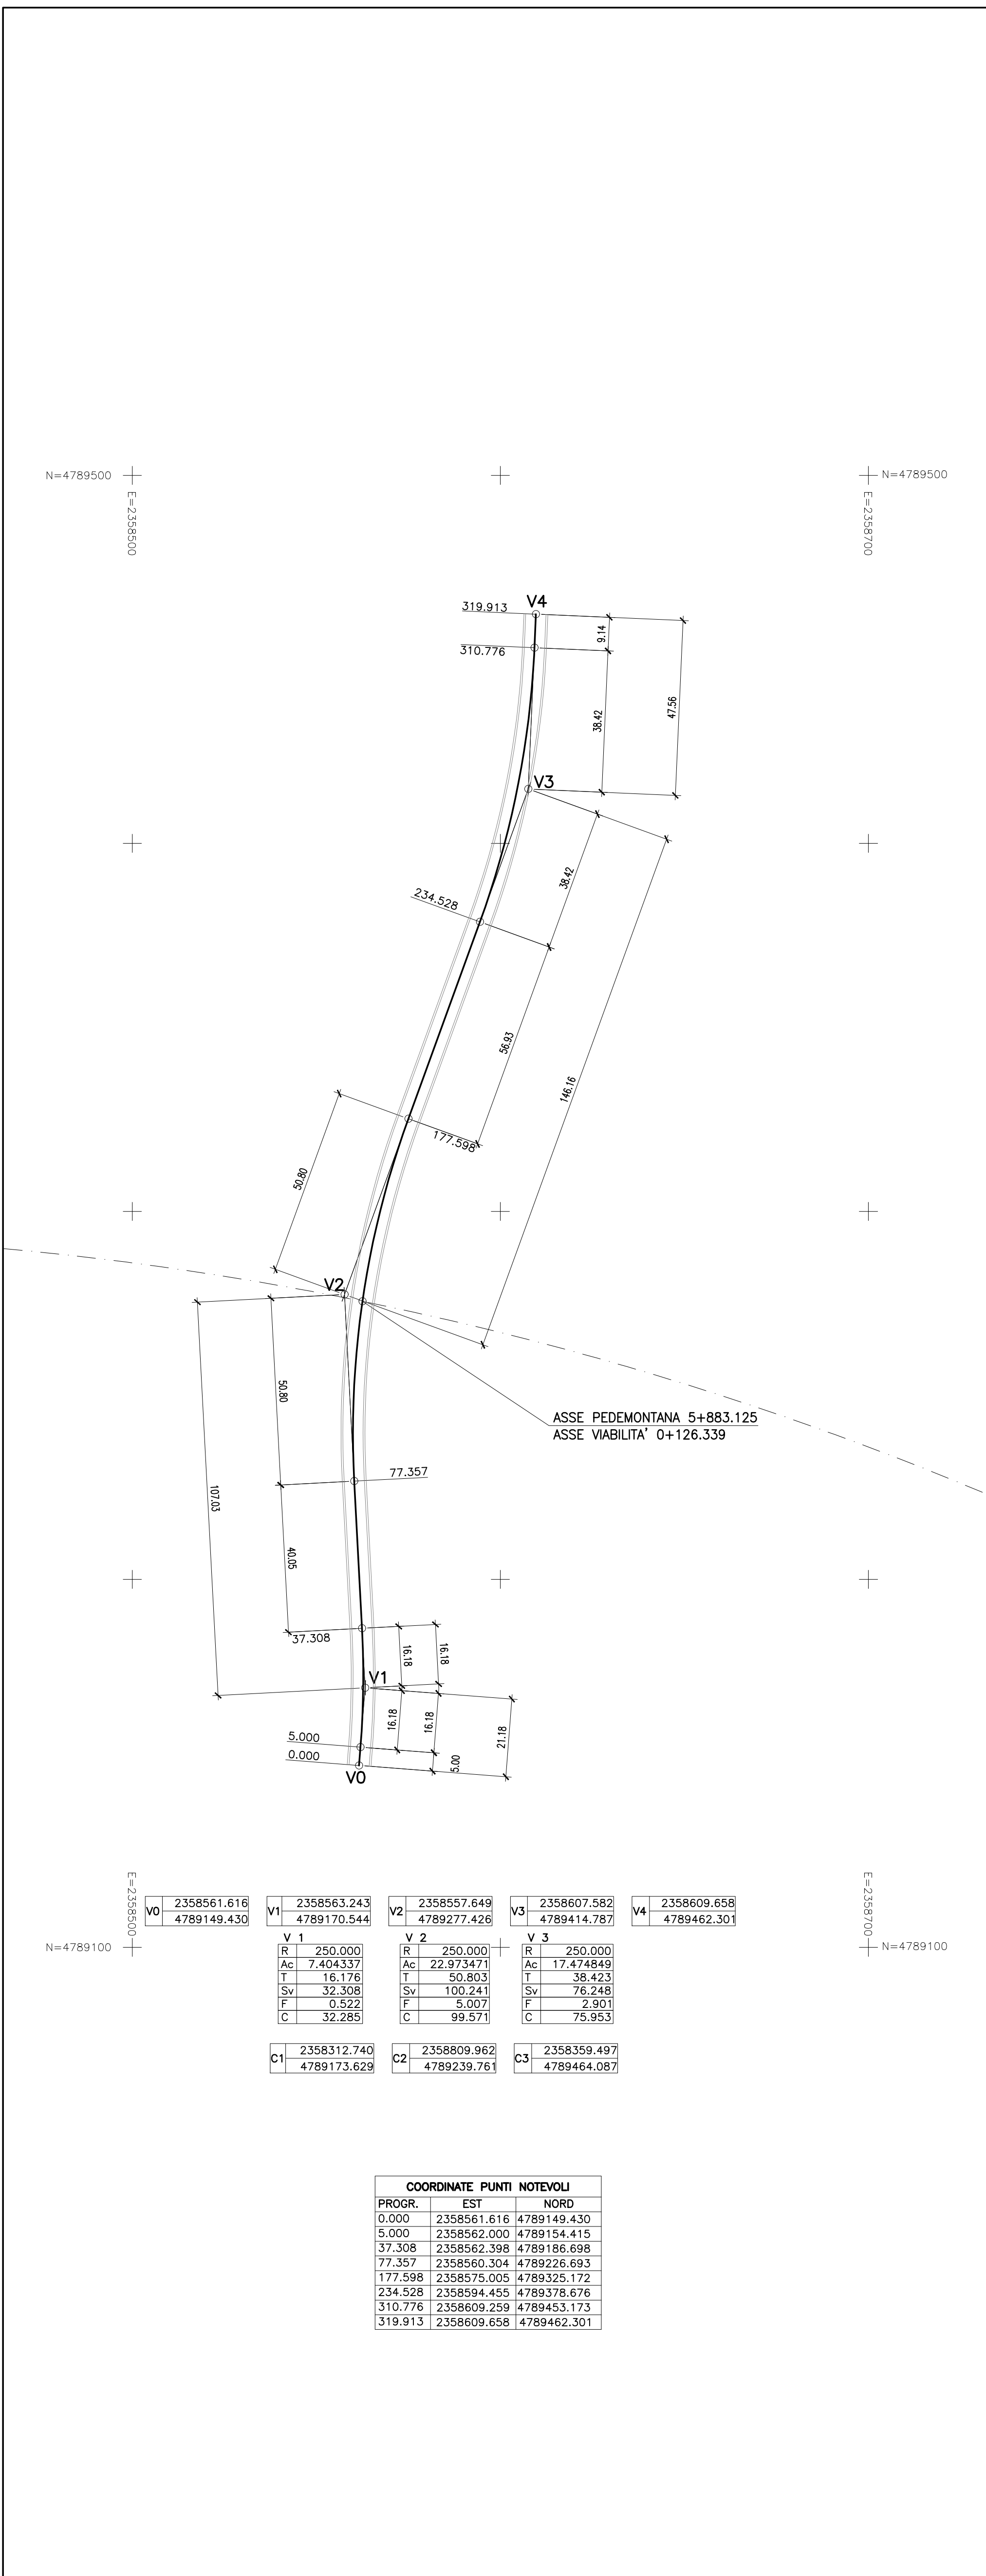 N=4789500
N=4789500
E=2358500
E=2358700
319.913
V4
9.14
310.776
38.42
47.56
V3
38.42
234.528
56.93
146.16
177.598
50.80
V2
50.80
ASSE PEDEMONTANA 5+883.125
ASSE VIABILITA' 0+126.339
77.357
107.03
40.05
37.308
16.18
16.18
V1
16.18
16.18
21.18
5.000
0.000
5.00
V0
E=2358500
E=2358700
V0 2358561.616
4789149.430
V1 2358563.243
4789170.544
V2 2358557.649
4789277.426
V3 2358607.582
4789414.787
V4 2358609.658
4789462.301
N=4789100
N=4789100
V 1
R 250.000
Ac 7.404337
T 16.176
Sv 32.308
F 0.522
C 32.285
V 2
R 250.000
Ac 22.973471
T 50.803
Sv 100.241
F 5.007
C 99.571
V 3
R 250.000
Ac 17.474849
T 38.423
Sv 76.248
F 2.901
C 75.953
C1 2358312.740
4789173.629
C2 2358809.962
4789239.761
C3 2358359.497
4789464.087
COORDINATE PUNTI NOTEVOLI
PROGR. EST NORD
0.000 2358561.616 4789149.430
5.000 2358562.000 4789154.415
37.308 2358562.398 4789186.698
77.357 2358560.304 4789226.693
177.598 2358575.005 4789325.172
234.528 2358594.455 4789378.676
310.776 2358609.259 4789453.173
319.913 2358609.658 4789462.301